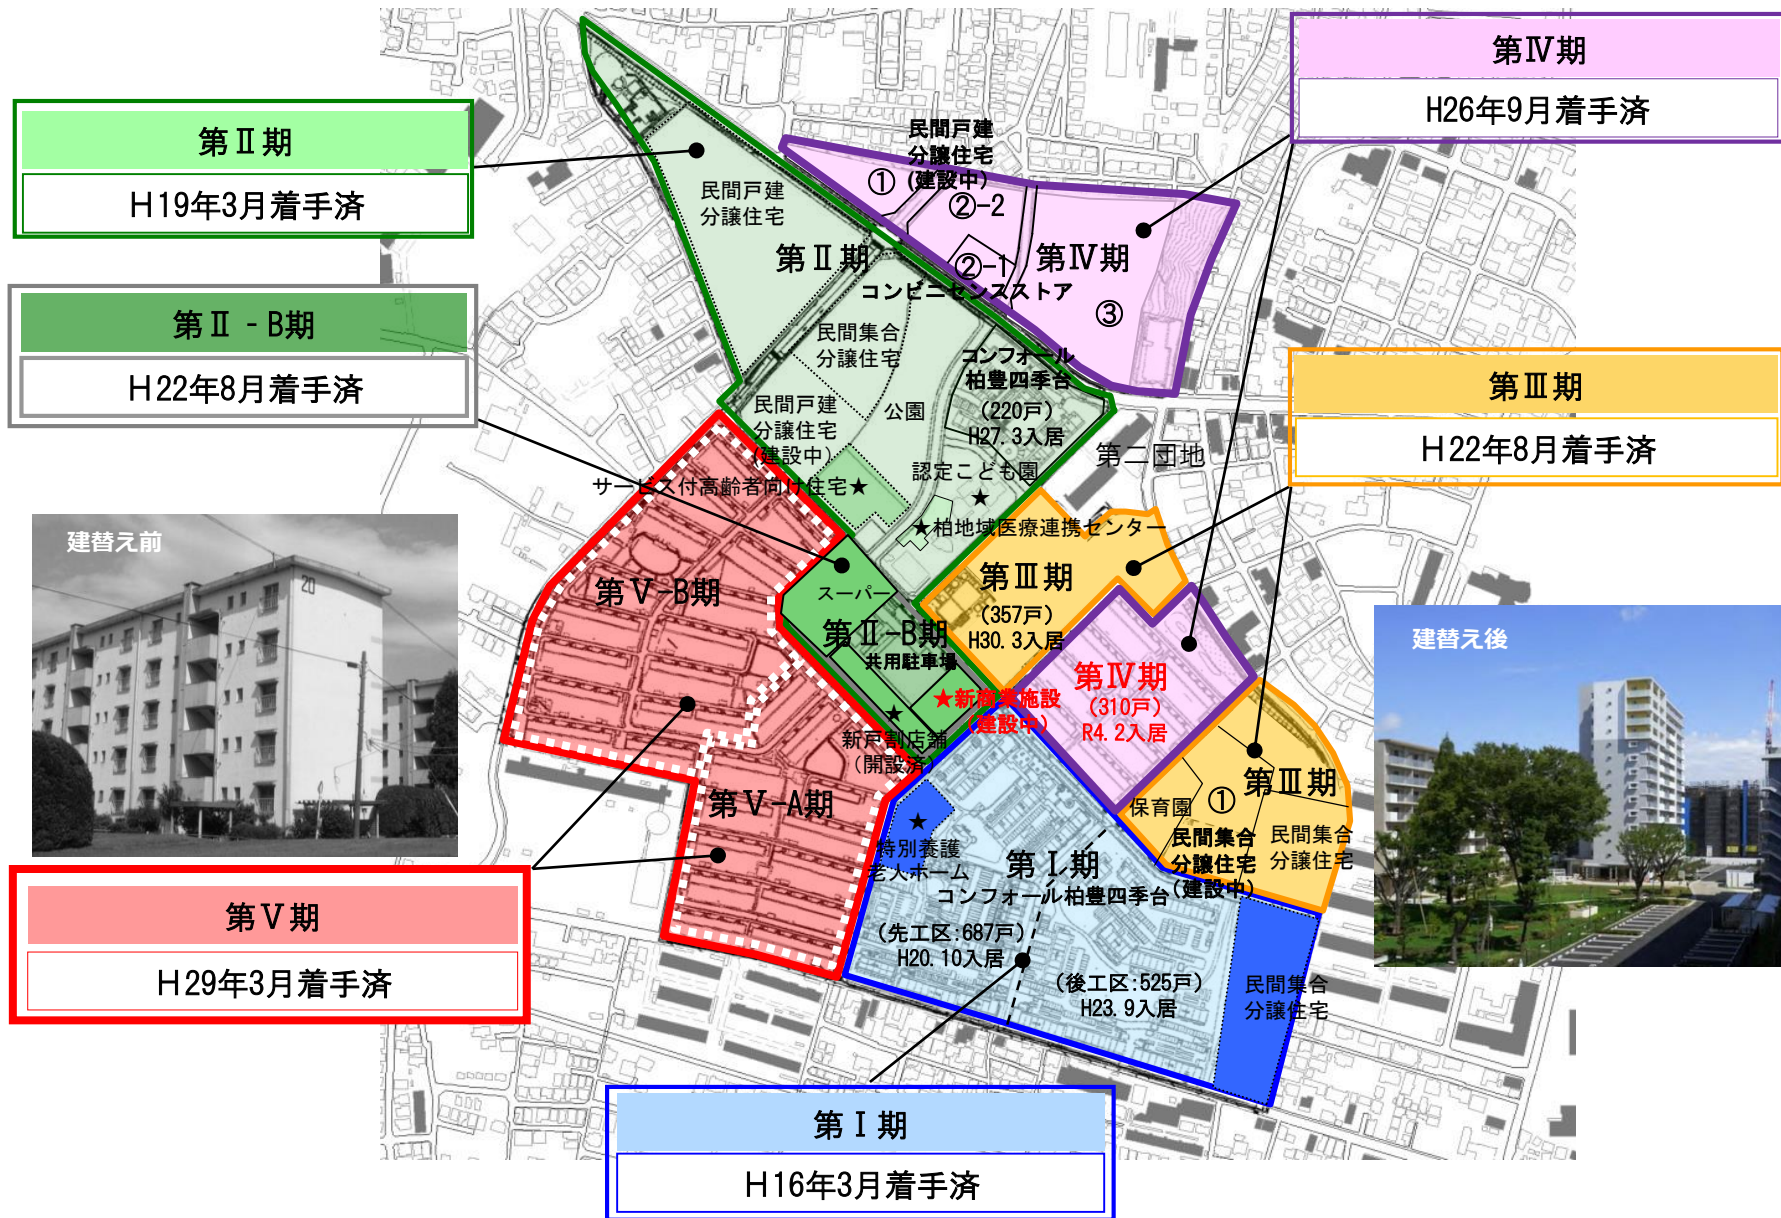 第Ⅳ期
H26年9月着手済
第Ⅱ期
H19年3月着手済
第Ⅱ-B期
H22年8月着手済
第Ⅲ期
H22年8月着手済
第Ⅴ期
H29年3月着手済
第Ⅰ期
H16年3月着手済
建替え前
20
建替え後
民間戸建
分譲住宅
(建設中)
①
②-2
②-1
第Ⅳ期
③
コンビニセンスストア
民間戸建
分譲住宅
第Ⅱ期
民間集合
分譲住宅
公園
コンフォール
柏豊四季台
(220戸)
H27.3入居
民間戸建
分譲住宅
(建設中)
サービス付高齢者向け住宅★
認定こども園
★
★柏地域医療連携センター
第二団地
第Ⅲ期
(357戸)
H30.3入居
スーパー
第Ⅱ-B期
共用駐車場
★新商業施設
(建設中)
★
新戸割店舗
(開設済)
第Ⅳ期
(310戸)
R4.2入居
第Ⅴ-B期
第Ⅴ-A期
第Ⅲ期
①
保育園
民間集合
分譲住宅
(建設中)
民間集合
分譲住宅
★
特別養護
老人ホーム
第Ⅰ期
コンフォール柏豊四季台
(先工区:687戸)
H20.10入居
(後工区:525戸)
H23.9入居
民間集合
分譲住宅